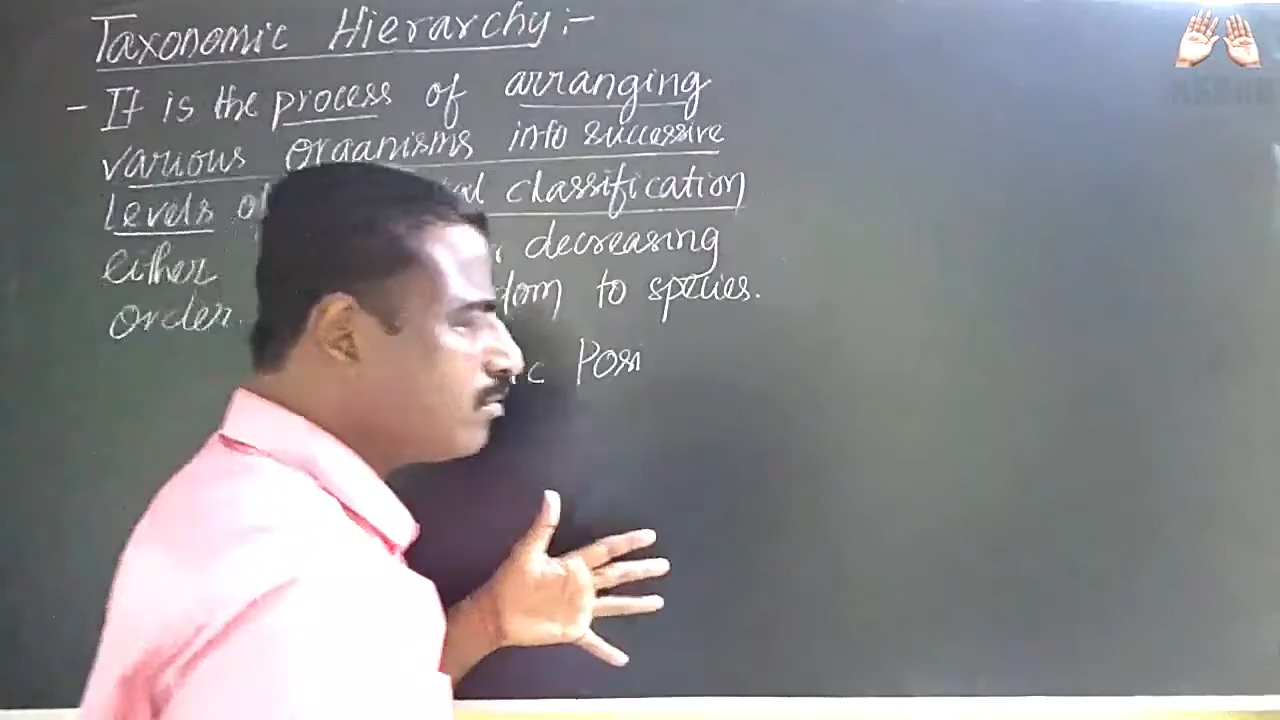 Taxonomic Hierarchy :-
- It is the process of arranging
various organisms into successive
levels classification
either decreasing
order. to species.
Posi